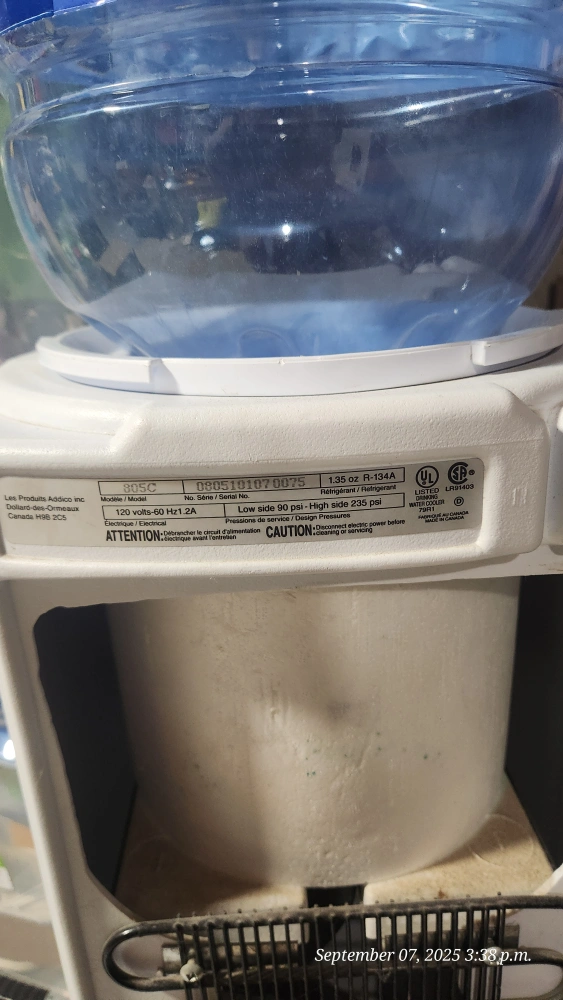 Les Produits Addico inc
Dollard-des-Ormeaux
Canada H9B 2C5
805C
Modèle / Model
0805101070075
No. Série / Serial No.
1.35 oz R-134A
Réfrigérant / Refrigerant
120 volts-60 Hz1.2A
Électrique / Electrical
Low side 90 psi - High side 235 psi
Pressions de service / Design Pressures
ATTENTION • Débrancher le circuit d'alimentation
électrique avant l'entretien
CAUTION • Disconnect electric power before
cleaning or servicing
UL
LISTED
DRINKING
WATER COOLER
79R1
LR91403
D
FABRIQUÉ AU CANADA
MADE IN CANADA
September 07, 2025 3:38 p.m.